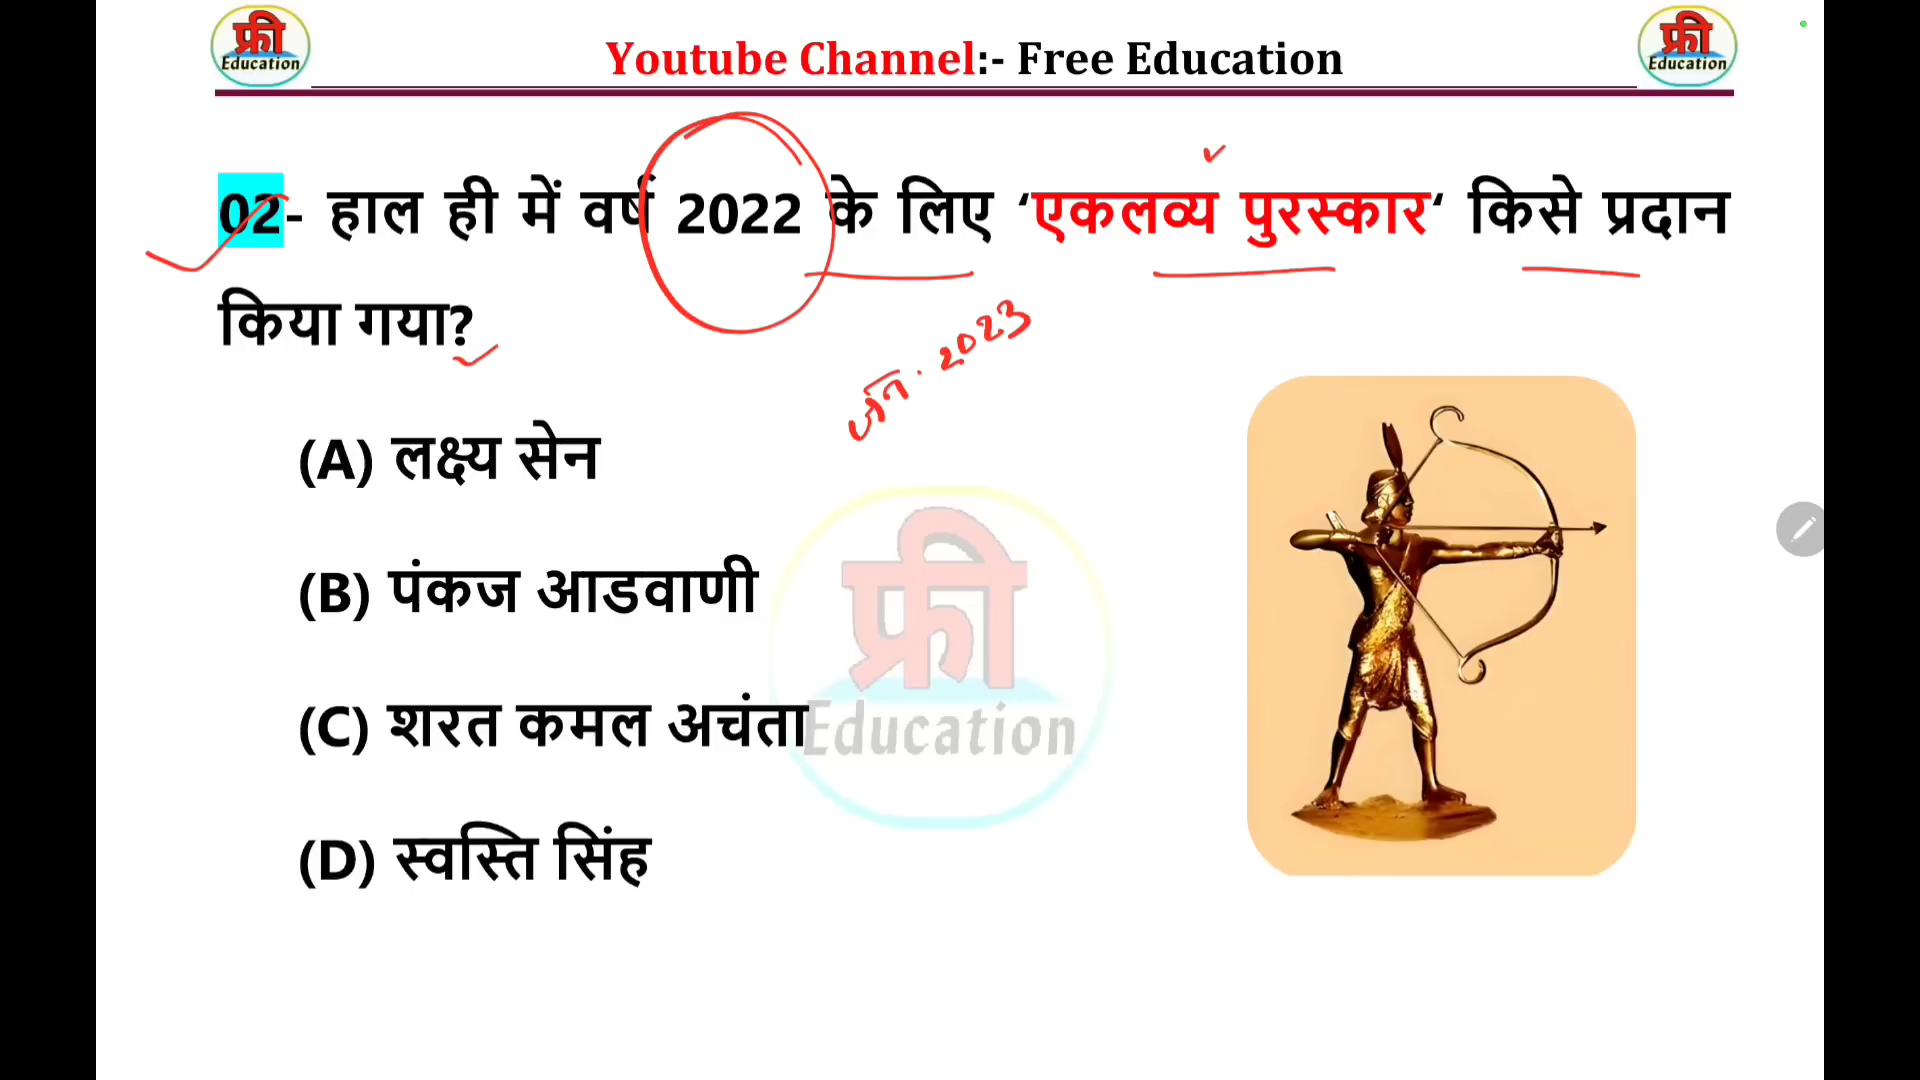 फ्री Education
Youtube Channel:- Free Education
फ्री Education
02- हाल ही में वर्ष 2022 के लिए ‘एकलव्य पुरस्कार‘ किसे प्रदान
किया गया?
2023
(A) लक्ष्य सेन
(B) पंकज आडवाणी
(C) शरत कमल अचंता
(D) स्वस्ति सिंह
फ्री
Education